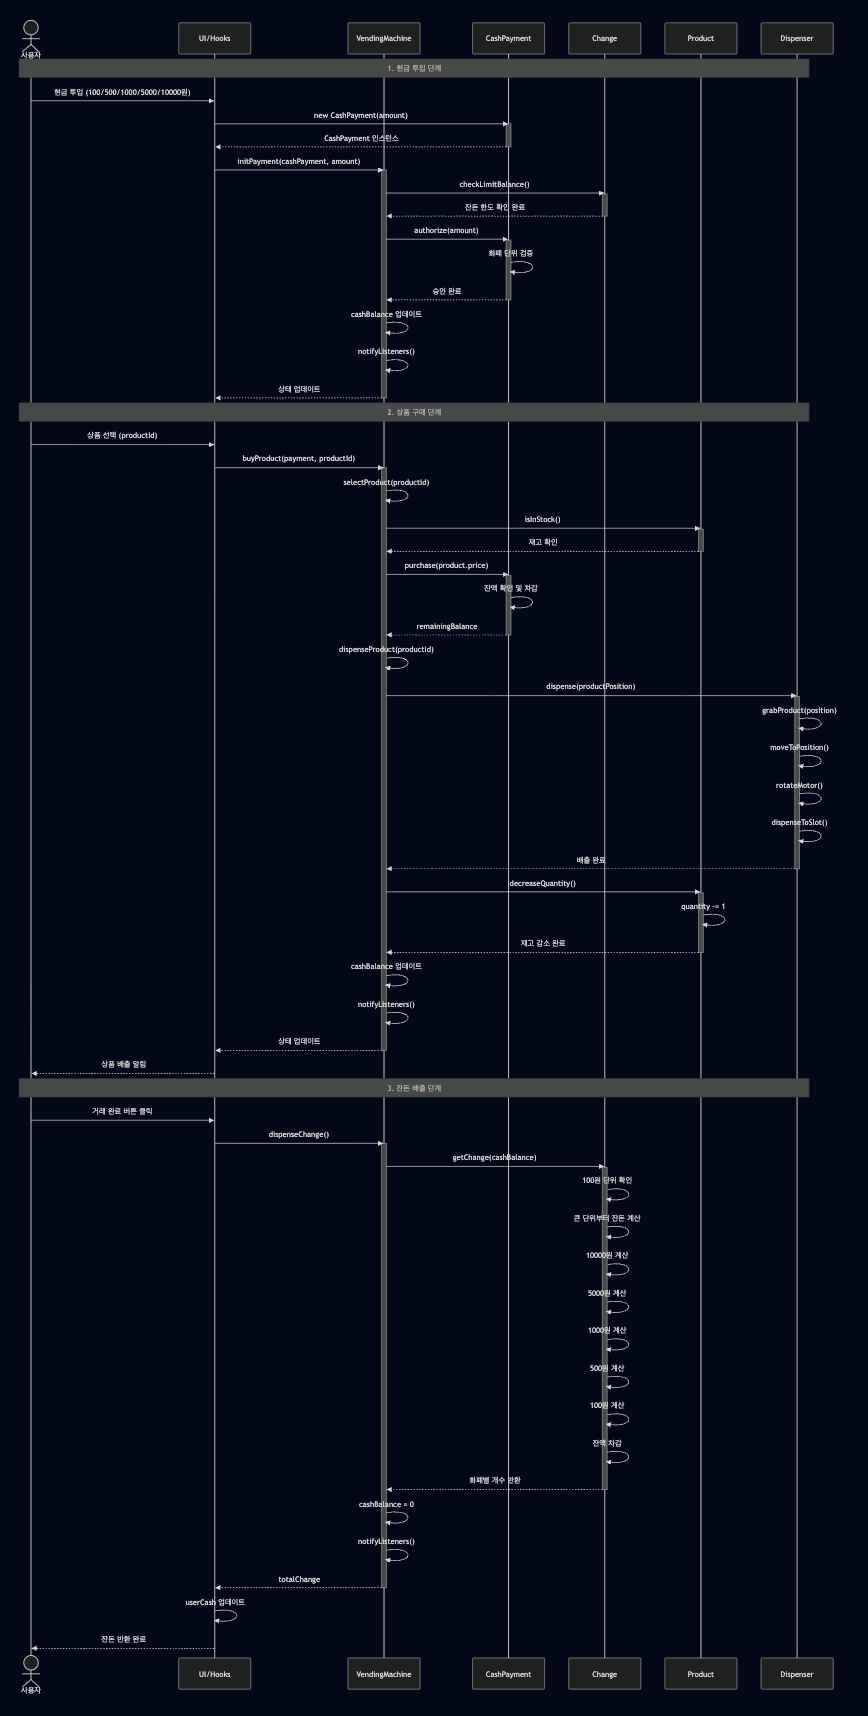 사용자
UI/Hooks
VendingMachine
CashPayment
Change
Product
Dispenser
1. 현금 투입 단계
현금 투입 (100/500/1000/5000/10000원)
new CashPayment(amount)
CashPayment 인스턴스
initPayment(cashPayment, amount)
checkLimitBalance()
잔돈 한도 확인 완료
authorize(amount)
화폐 단위 검증
승인 완료
cashBalance 업데이트
notifyListeners()
상태 업데이트
2. 상품 구매 단계
상품 선택 (productId)
buyProduct(payment, productId)
selectProduct(productId)
isInStock()
재고 확인
purchase(product.price)
잔액 확인 및 차감
remainingBalance
dispenseProduct(productId)
dispense(productPosition)
grabProduct(position)
moveToPosition()
rotateMotor()
dispenseToSlot()
배출 완료
decreaseQuantity()
quantity -= 1
재고 감소 완료
cashBalance 업데이트
notifyListeners()
상태 업데이트
상품 배출 알림
3. 잔돈 배출 단계
거래 완료 버튼 클릭
dispenseChange()
getChange(cashBalance)
100원 단위 확인
큰 단위부터 잔돈 계산
10000원 계산
5000원 계산
1000원 계산
500원 계산
100원 계산
잔액 차감
화폐별 개수 반환
cashBalance = 0
notifyListeners()
totalChange
userCash 업데이트
잔돈 반환 완료
사용자
UI/Hooks
VendingMachine
CashPayment
Change
Product
Dispenser